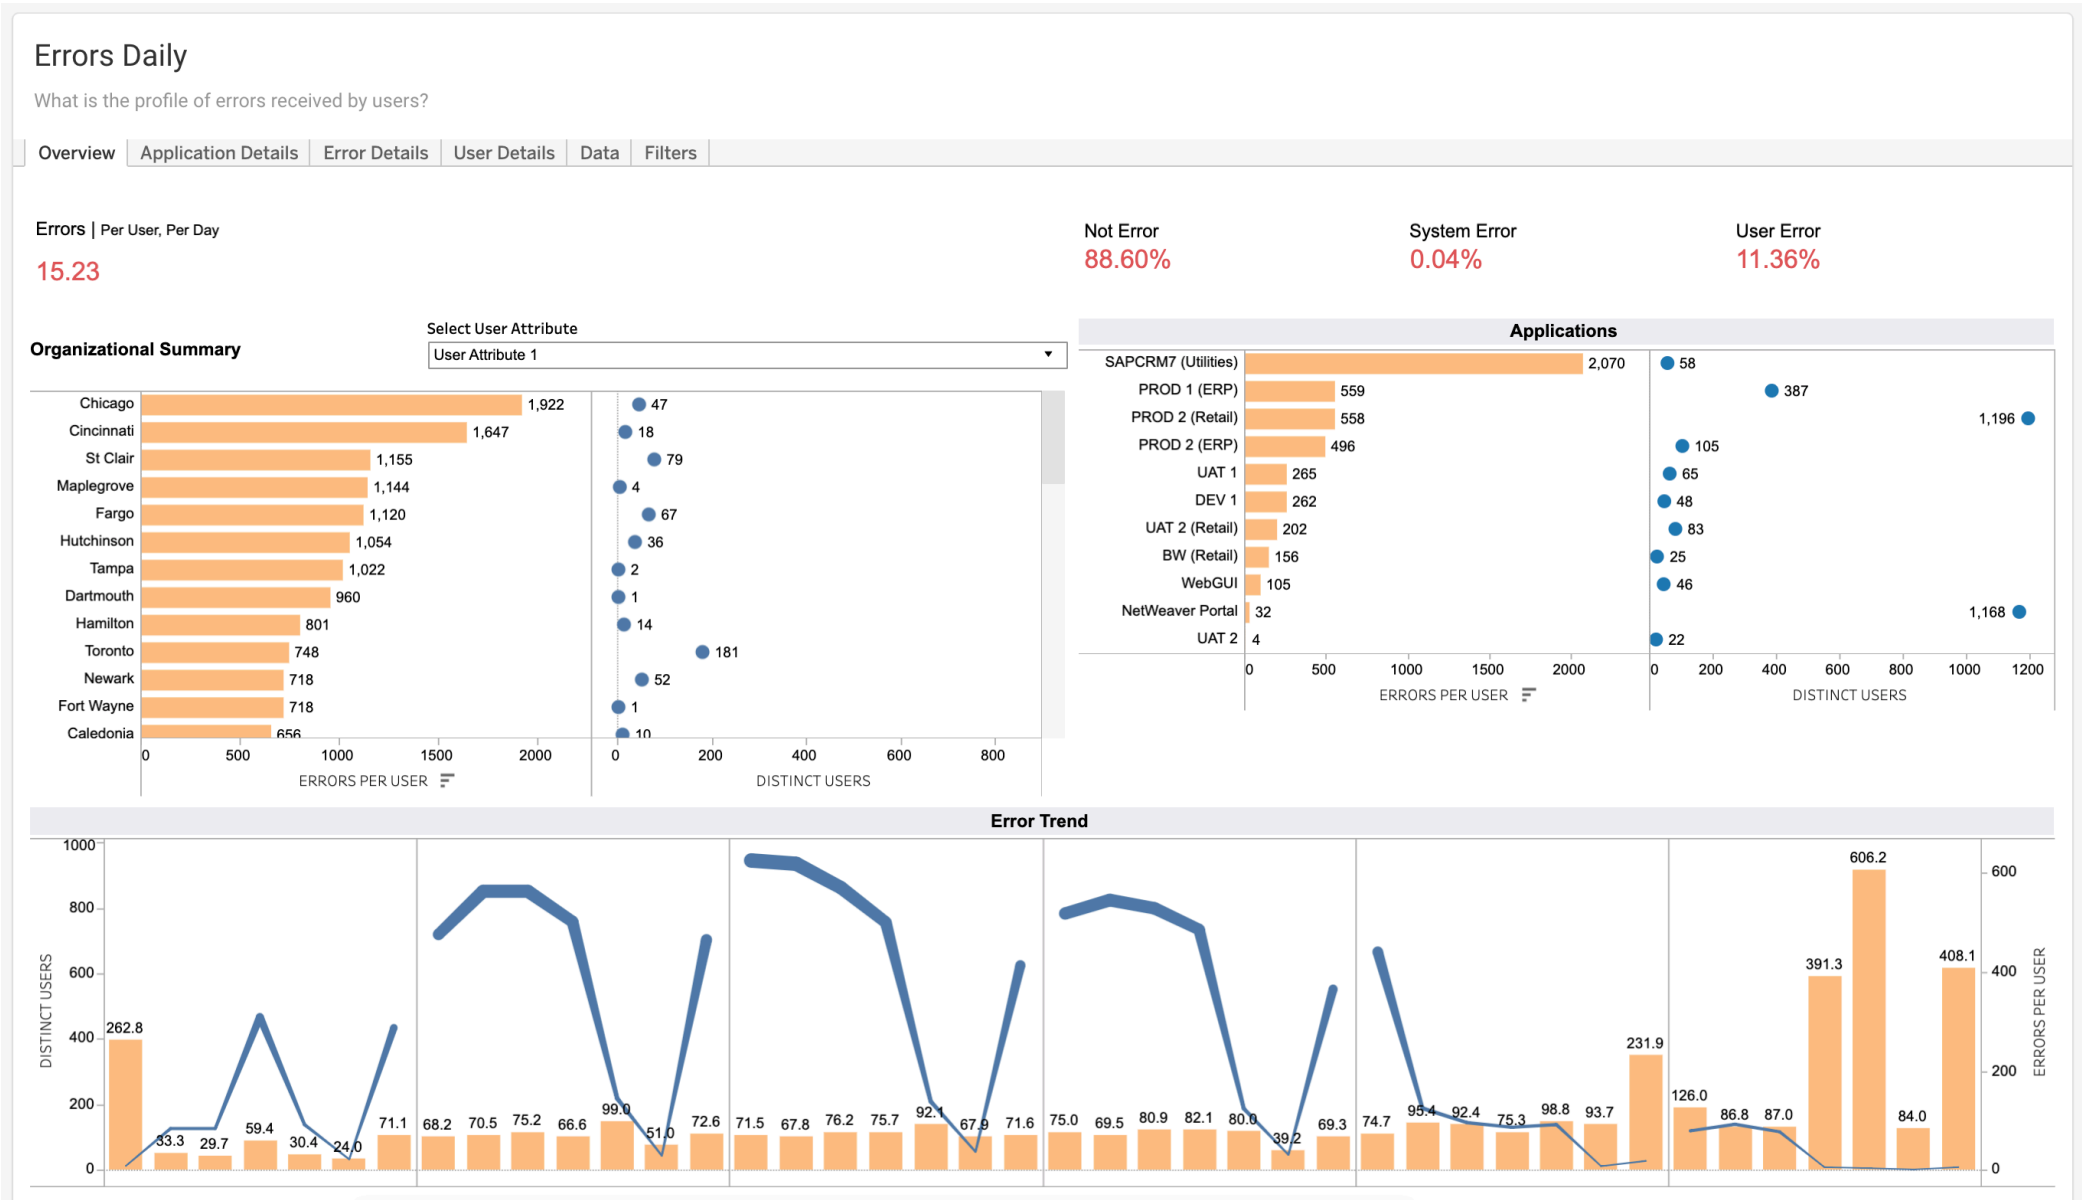 Errors Daily
What is the profile of errors received by users?
Overview
Application Details
Error Details
User Details
Data
Filters
Errors | Per User, Per Day
15.23
Not Error
88.60%
System Error
0.04%
User Error
11.36%
Organizational Summary
Select User Attribute
User Attribute 1
Chicago 1,922 47
Cincinnati 1,647 18
St Clair 1,155 79
Maplegrove 1,144 4
Fargo 1,120 67
Hutchinson 1,054 36
Tampa 1,022 2
Dartmouth 960 1
Hamilton 801 14
Toronto 748 181
Newark 718 52
Fort Wayne 718 1
Caledonia 656 10
0 500 1000 1500 2000 0 200 400 600 800
ERRORS PER USER DISTINCT USERS
Applications
SAPCRM7 (Utilities) 2,070 58
PROD 1 (ERP) 559 387
PROD 2 (Retail) 558 1,196
PROD 2 (ERP) 496 105
UAT 1 265 65
DEV 1 262 48
UAT 2 (Retail) 202 83
BW (Retail) 156 25
WebGUI 105 46
NetWeaver Portal 32 1,168
UAT 2 4 22
0 500 1000 1500 2000 0 200 400 600 800 1000 1200
ERRORS PER USER DISTINCT USERS
Error Trend
DISTINCT USERS
1000
800
600
400
200
0
262.8 33.3 29.7 59.4 30.4 24.0 71.1
68.2 70.5 75.2 66.6 99.0 51.0 72.6
71.5 67.8 76.2 75.7 92.1 67.9 71.6
75.0 69.5 80.9 82.1 80.0 39.2 69.3
74.7 95.4 92.4 75.3 98.8 93.7 231.9
126.0 86.8 87.0 391.3 606.2 84.0 408.1
600
400
200
0
ERRORS PER USER